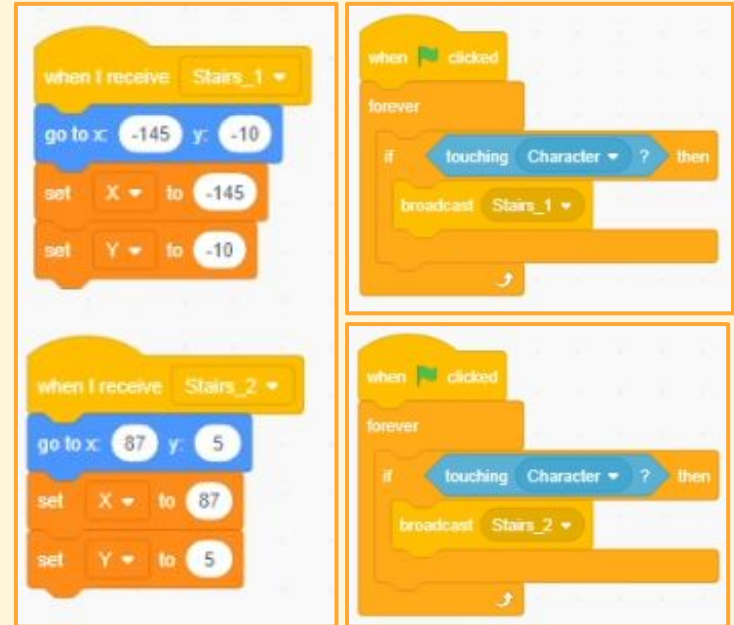 when I receive Stairs_1
go to x: -145 y: -10
set X to -145
set Y to -10
when I receive Stairs_2
go to x: 87 y: 5
set X to 87
set Y to 5
when clicked
forever
if touching Character ? then
broadcast Stairs_1
when clicked
forever
if touching Character ? then
broadcast Stairs_2